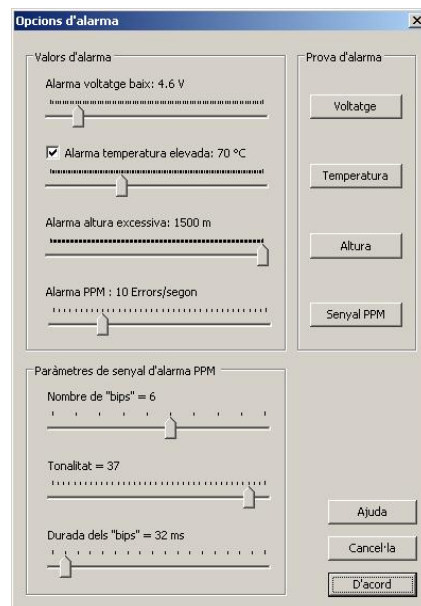 Opcions d'alarma
Valors d'alarma
Alarma voltatge baix: 4.6 V
Alarma temperatura elevada: 70 °C
Alarma altura excessiva: 1500 m
Alarma PPM : 10 Errors/segon
Prova d'alarma
Voltatge
Temperatura
Altura
Senyal PPM
Paràmetres de senyal d'alarma PPM
Nombre de "bips" = 6
Tonalitat = 37
Durada dels "bips" = 32 ms
Ajuda
Cancel·la
D'acord